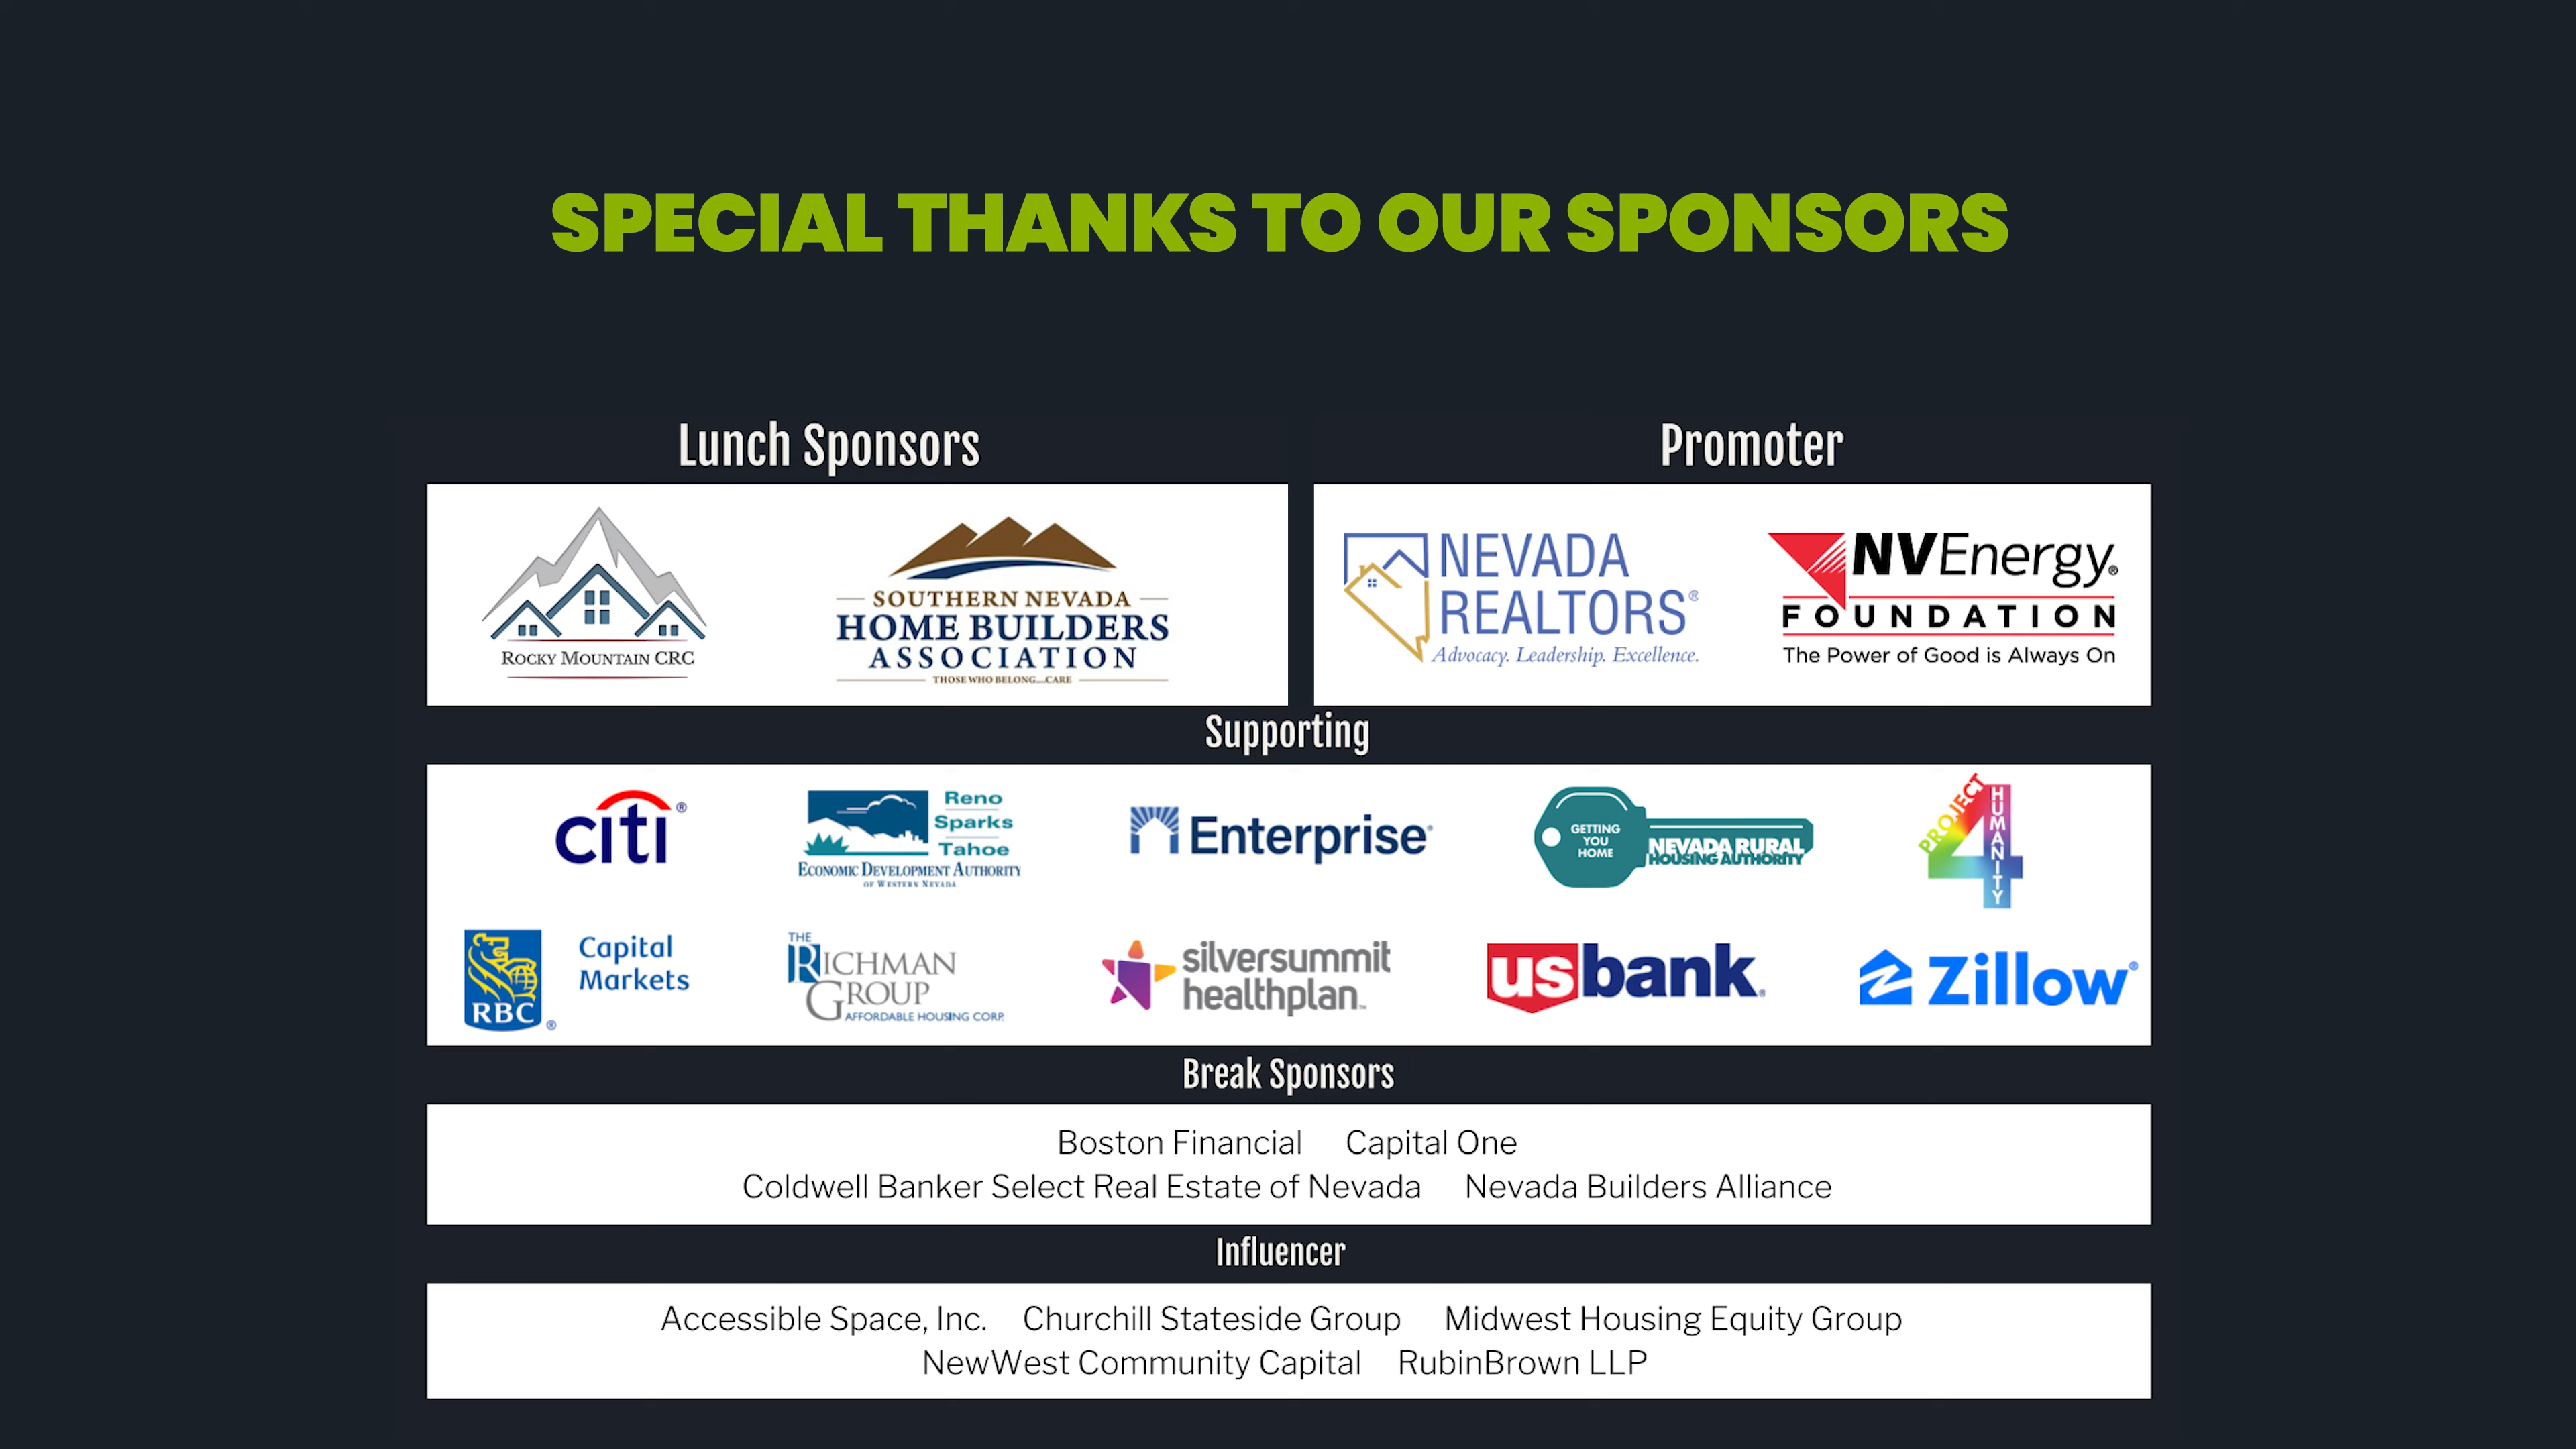 SPECIAL THANKS TO OUR SPONSORS
Lunch Sponsors
ROCKY MOUNTAIN CRC
SOUTHERN NEVADA
HOME BUILDERS
ASSOCIATION
THOSE WHO BELONG...CARE
Promoter
NEVADA
REALTORS®
Advocacy. Leadership. Excellence.
NVEnergy®
FOUNDATION
The Power of Good is Always On
Supporting
citi®
Reno
Sparks
Tahoe
ECONOMIC DEVELOPMENT AUTHORITY
OF WESTERN NEVADA
Enterprise®
GETTING
YOU
HOME
NEVADA RURAL
HOUSING AUTHORITY
PROJECT
4
HUMANITY
RBC®
Capital
Markets
THE
RICHMAN
GROUP
AFFORDABLE HOUSING CORP.
silversummit
healthplan™
usbank®
Zillow®
Break Sponsors
Boston Financial Capital One
Coldwell Banker Select Real Estate of Nevada Nevada Builders Alliance
Influencer
Accessible Space, Inc. Churchill Stateside Group Midwest Housing Equity Group
NewWest Community Capital RubinBrown LLP